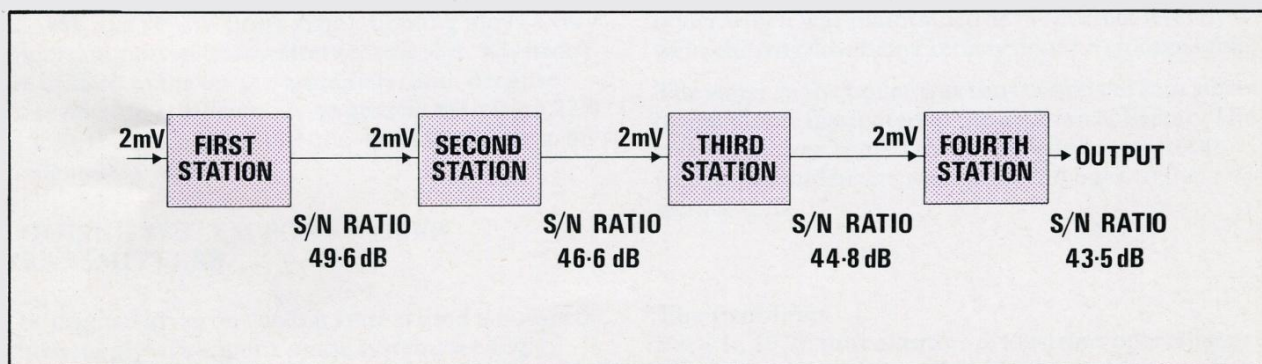 2mV
FIRST
STATION
2mV
SECOND
STATION
2mV
THIRD
STATION
2mV
FOURTH
STATION
OUTPUT
S/N RATIO
49·6 dB
S/N RATIO
46·6 dB
S/N RATIO
44·8 dB
S/N RATIO
43·5 dB